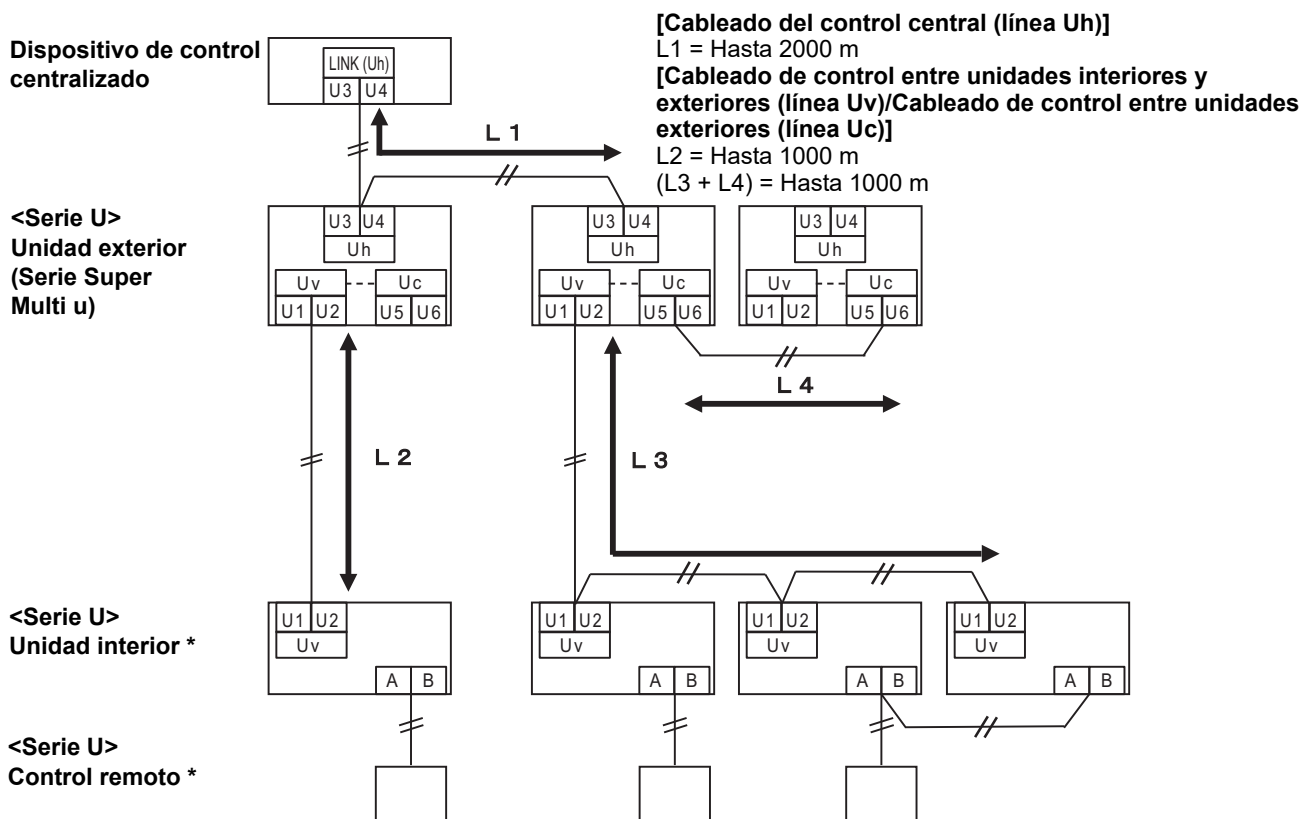 [Cableado del control central (línea Uh)]
L1 = Hasta 2000 m
[Cableado de control entre unidades interiores y
exteriores (línea Uv)/Cableado de control entre unidades
exteriores (línea Uc)]
L2 = Hasta 1000 m
(L3 + L4) = Hasta 1000 m
Dispositivo de control
centralizado
LINK (Uh)
U3 U4
L 1
<Serie U>
Unidad exterior
(Serie Super
Multi u)
U3 U4
Uh
Uv Uc
U1 U2 U5 U6
U3 U4
Uh
Uv Uc
U1 U2 U5 U6
U3 U4
Uh
Uv Uc
U1 U2 U5 U6
L 4
L 2
L 3
<Serie U>
Unidad interior *
U1 U2
Uv
A B
U1 U2
Uv
A B
U1 U2
Uv
A B
U1 U2
Uv
A B
<Serie U>
Control remoto *